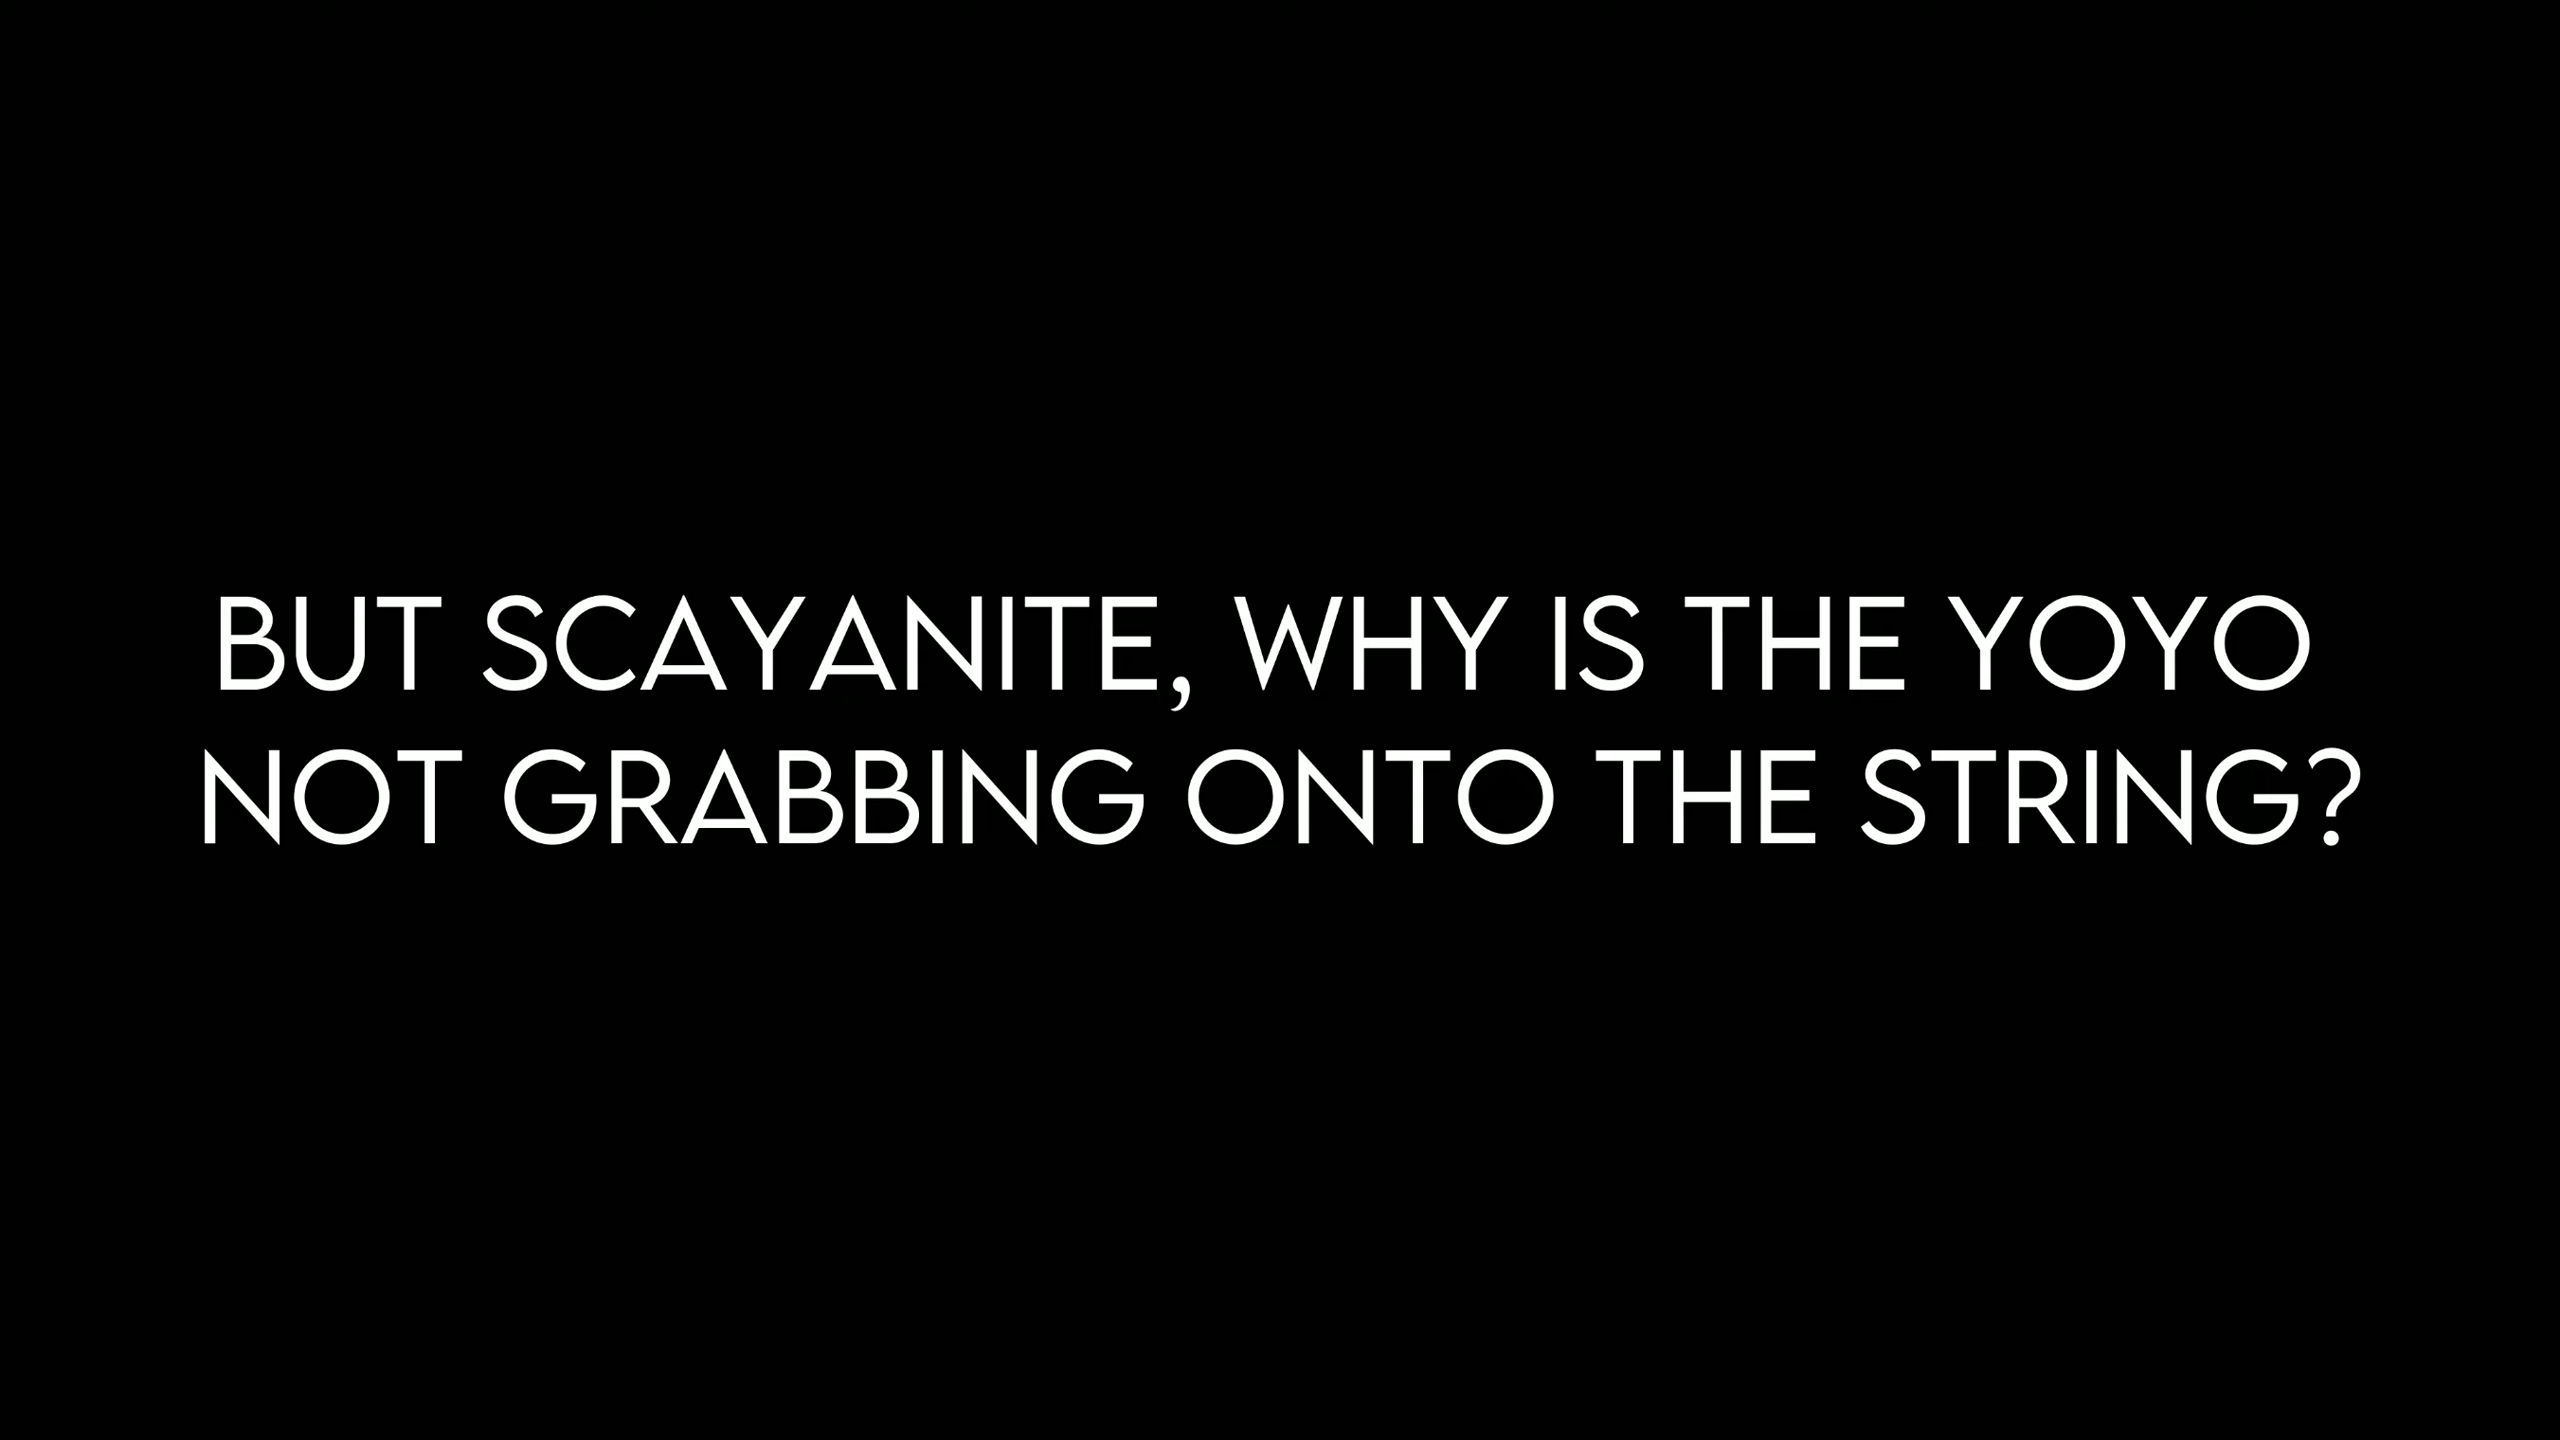 BUT SCAYANITE, WHY IS THE YOYO
NOT GRABBING ONTO THE STRING?